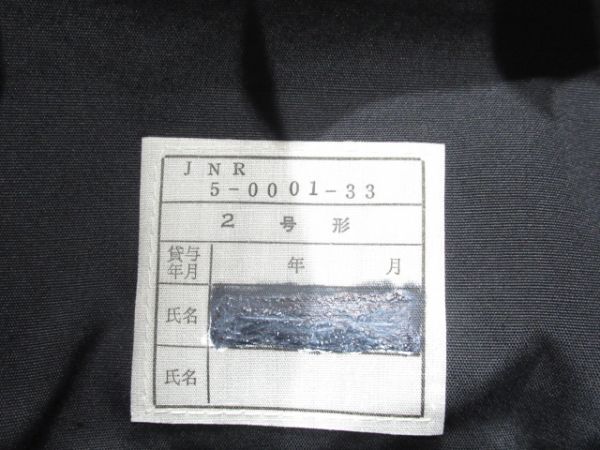 JNR
5-0001-33
2 号 形
貸与
年月 年 月
氏名
氏名